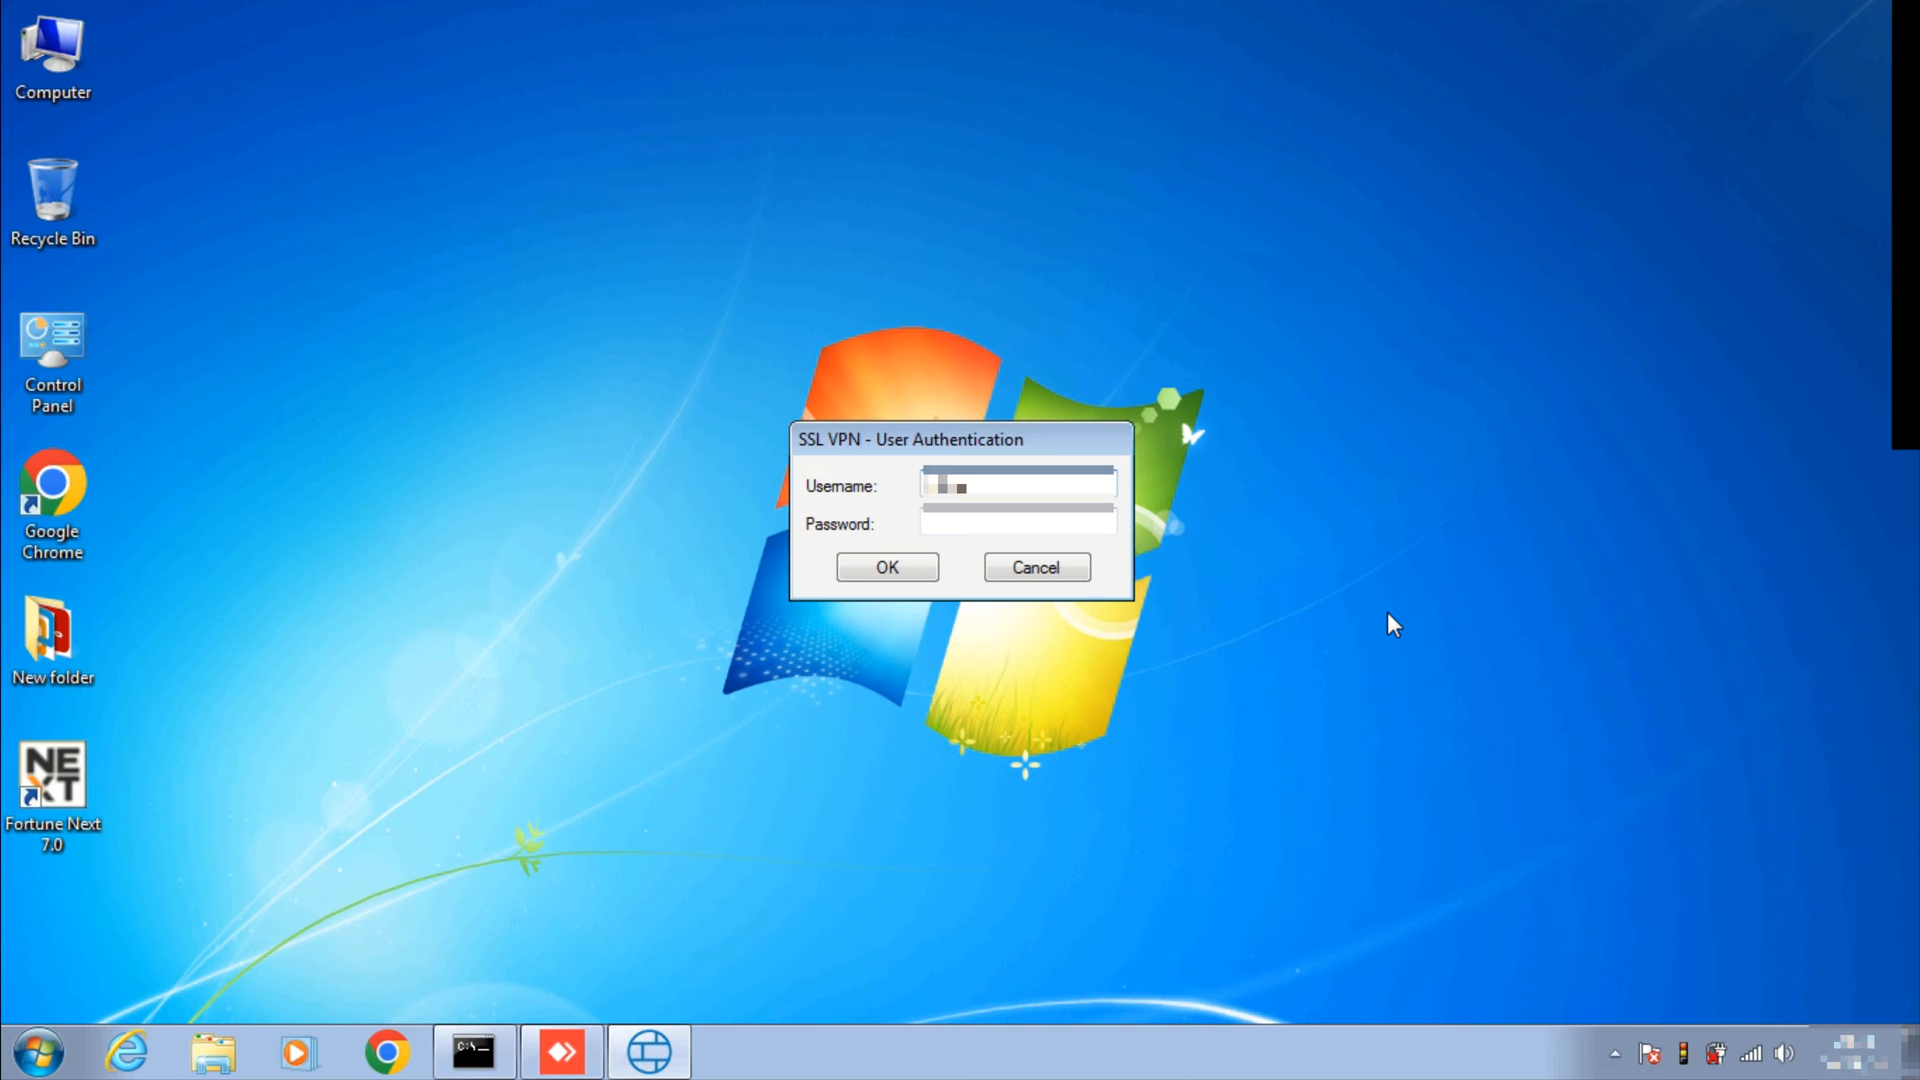 Computer
Recycle Bin
Control
Panel
Google
Chrome
New folder
NE
XT
Fortune Next
7.0
SSL VPN - User Authentication
Username:
Password:
OK
Cancel
C:\_